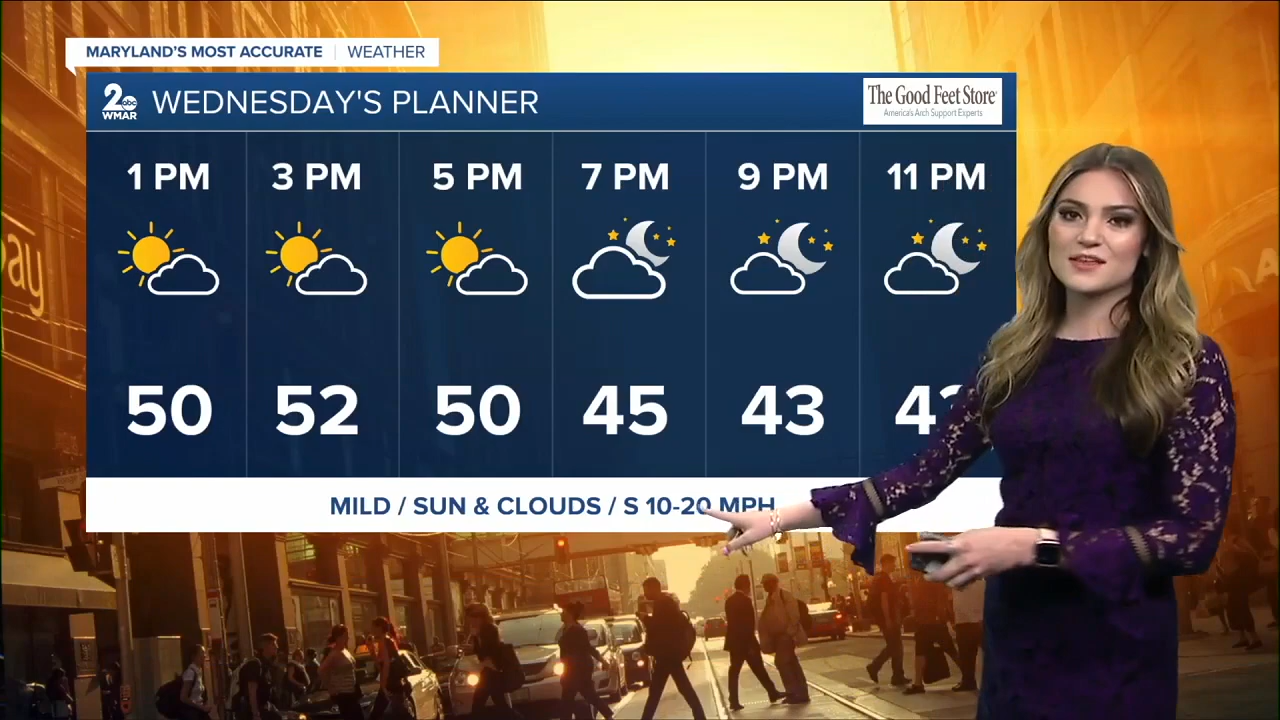 MARYLAND'S MOST ACCURATE | WEATHER
2 abc WMAR
WEDNESDAY'S PLANNER
The Good Feet Store
America's Arch Support Experts
1 PM 3 PM 5 PM 7 PM 9 PM 11 PM
50 52 50 45 43
MILD / SUN & CLOUDS / S 10-20 MPH
ay